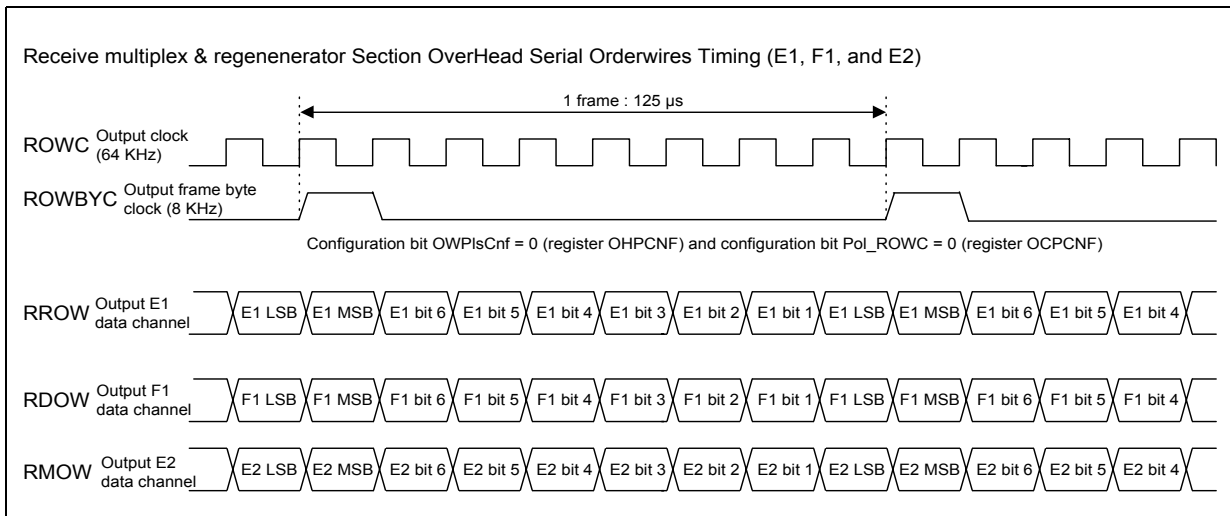 Receive multiplex & regenenerator Section OverHead Serial Orderwires Timing (E1, F1, and E2)
1 frame : 125 µs
ROWC Output clock
(64 KHz)
ROWBYC Output frame byte
clock (8 KHz)
Configuration bit OWPlsCnf = 0 (register OHPCNF) and configuration bit Pol_ROWC = 0 (register OCPCNF)
RROW Output E1
data channel
E1 LSB E1 MSB E1 bit 6 E1 bit 5 E1 bit 4 E1 bit 3 E1 bit 2 E1 bit 1 E1 LSB E1 MSB E1 bit 6 E1 bit 5 E1 bit 4
RDOW Output F1
data channel
F1 LSB F1 MSB F1 bit 6 F1 bit 5 F1 bit 4 F1 bit 3 F1 bit 2 F1 bit 1 F1 LSB F1 MSB F1 bit 6 F1 bit 5 F1 bit 4
RMOW Output E2
data channel
E2 LSB E2 MSB E2 bit 6 E2 bit 5 E2 bit 4 E2 bit 3 E2 bit 2 E2 bit 1 E2 LSB E2 MSB E2 bit 6 E2 bit 5 E2 bit 4